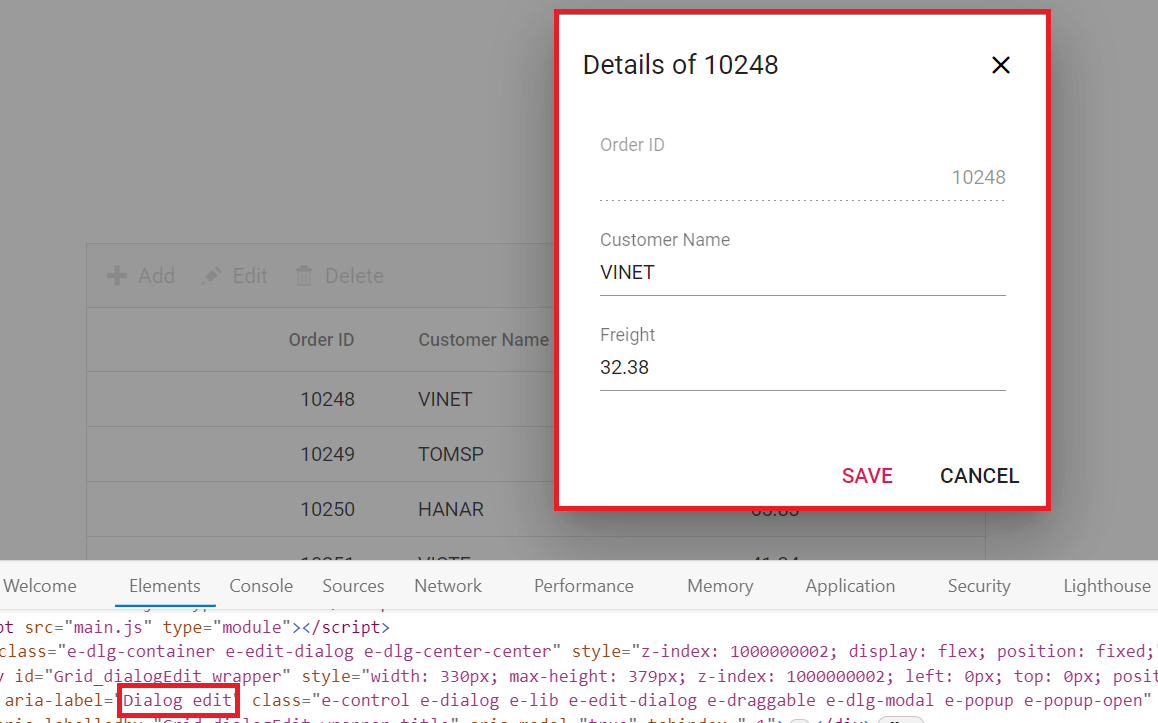 Details of 10248
Order ID
10248
Customer Name
VINET
Freight
32.38
SAVE CANCEL
Add Edit Delete
Order ID Customer Name
10248 VINET
10249 TOMSP
10250 HANAR
Welcome Elements Console Sources Network Performance Memory Application Security Lighthouse
pt src="main.js" type="module"></script>
class="e-dlg-container e-edit-dialog e-dlg-center-center" style="z-index: 1000000002; display: flex; position: fixed;"
id="Grid_dialogEdit_wrapper" style="width: 330px; max-height: 379px; z-index: 1000000002; left: 0px; top: 0px; posit
aria-label="Dialog edit" class="e-control e-dialog e-lib e-edit-dialog e-draggable e-dlg-modal e-popup e-popup-open"